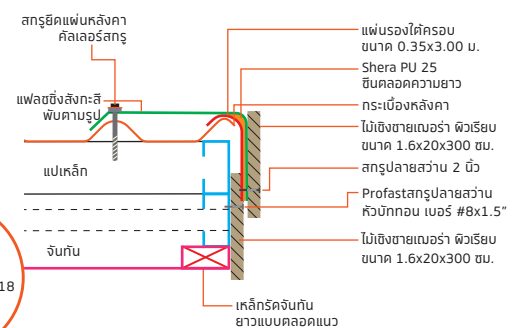 สกรูยึดแผ่นหลังคา
คัลเลอร์สกรู
แฟลชชิ่งสังกะสี
พับตามรูป
แปเหล็ก
จันทัน
18
แผ่นรองใต้ครอบ
ขนาด 0.35x3.00 ม.
Shera PU 25
ซีนตลอดความยาว
กระเบื้องหลังคา
ไม้เชิงชายเฌอร่า ผิวเรียบ
ขนาด 1.6x20x300 ซม.
สกรูปลายสว่าน 2 นิ้ว
Profastสกรูปลายสว่าน
หัวบักทอน เบอร์ #8x1.5"
ไม้เชิงชายเฌอร่า ผิวเรียบ
ขนาด 1.6x20x300 ซม.
เหล็กรัดจันทัน
ยาวแบบตลอดแนว